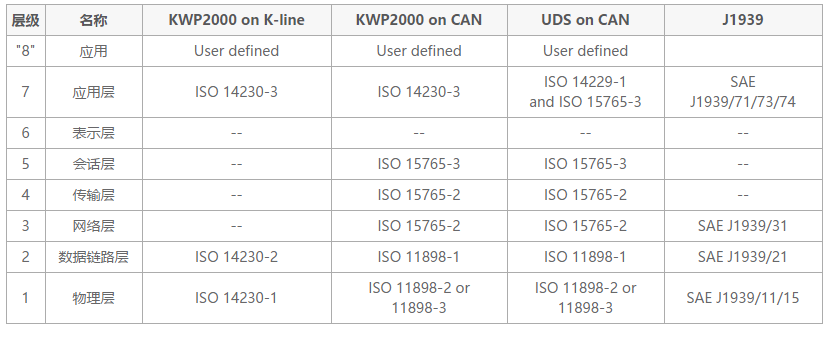 层级 名称 KWP2000 on K-line KWP2000 on CAN UDS on CAN J1939
"8" 应用 User defined User defined User defined
7 应用层 ISO 14230-3 ISO 14230-3 ISO 14229-1 and ISO 15765-3 SAE J1939/71/73/74
6 表示层 -- -- -- --
5 会话层 -- ISO 15765-3 ISO 15765-3 --
4 传输层 -- ISO 15765-2 ISO 15765-2 --
3 网络层 -- ISO 15765-2 ISO 15765-2 SAE J1939/31
2 数据链路层 ISO 14230-2 ISO 11898-1 ISO 11898-1 SAE J1939/21
1 物理层 ISO 14230-1 ISO 11898-2 or 11898-3 ISO 11898-2 or 11898-3 SAE J1939/11/15